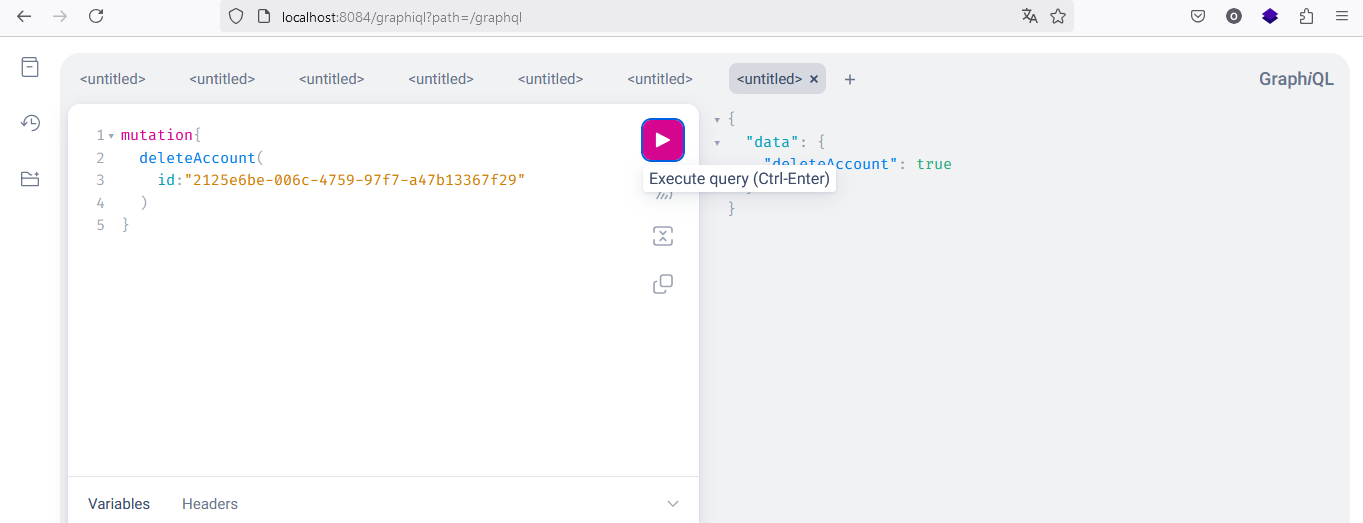 localhost:8084/graphiql?path=/graphql
<untitled> <untitled> <untitled> <untitled> <untitled> <untitled> <untitled> × + GraphiQL
1 mutation{
2 deleteAccount(
3 id:"2125e6be-006c-4759-97f7-a47b13367f29"
4 )
5 }
Execute query (Ctrl-Enter)
{
"data": {
"deleteAccount": true
}
Variables Headers